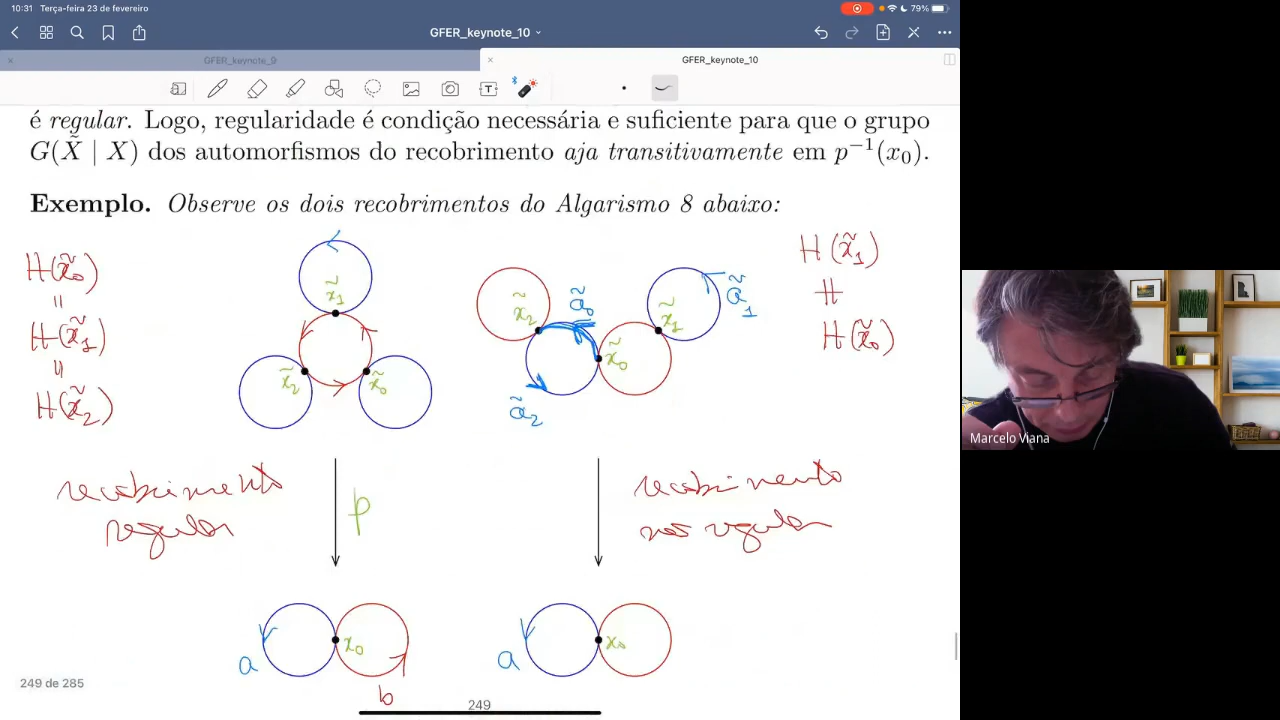 10:31 Terça-feira 23 de fevereiro 79%
GFER_keynote_10
GFER_keynote_9 GFER_keynote_10
é regular. Logo, regularidade é condição necessária e suficiente para que o grupo
G(X̃ | X) dos automorfismos do recobrimento aja transitivamente em p⁻¹(x₀).
Exemplo. Observe os dois recobrimentos do Algarismo 8 abaixo:
H(x̃₀)
=
H(x̃₁)
=
H(x̃₂)
x̃₁
x̃₂ x̃₀
x̃₂ ã₀ x̃₁ ã₁
x̃₀
ã₂
H(x̃₁)
≠
H(x̃₀)
recobrimento
regular
p
recobrimento
não regular
a x₀ b
a x₀
249 de 285
249
Marcelo Viana